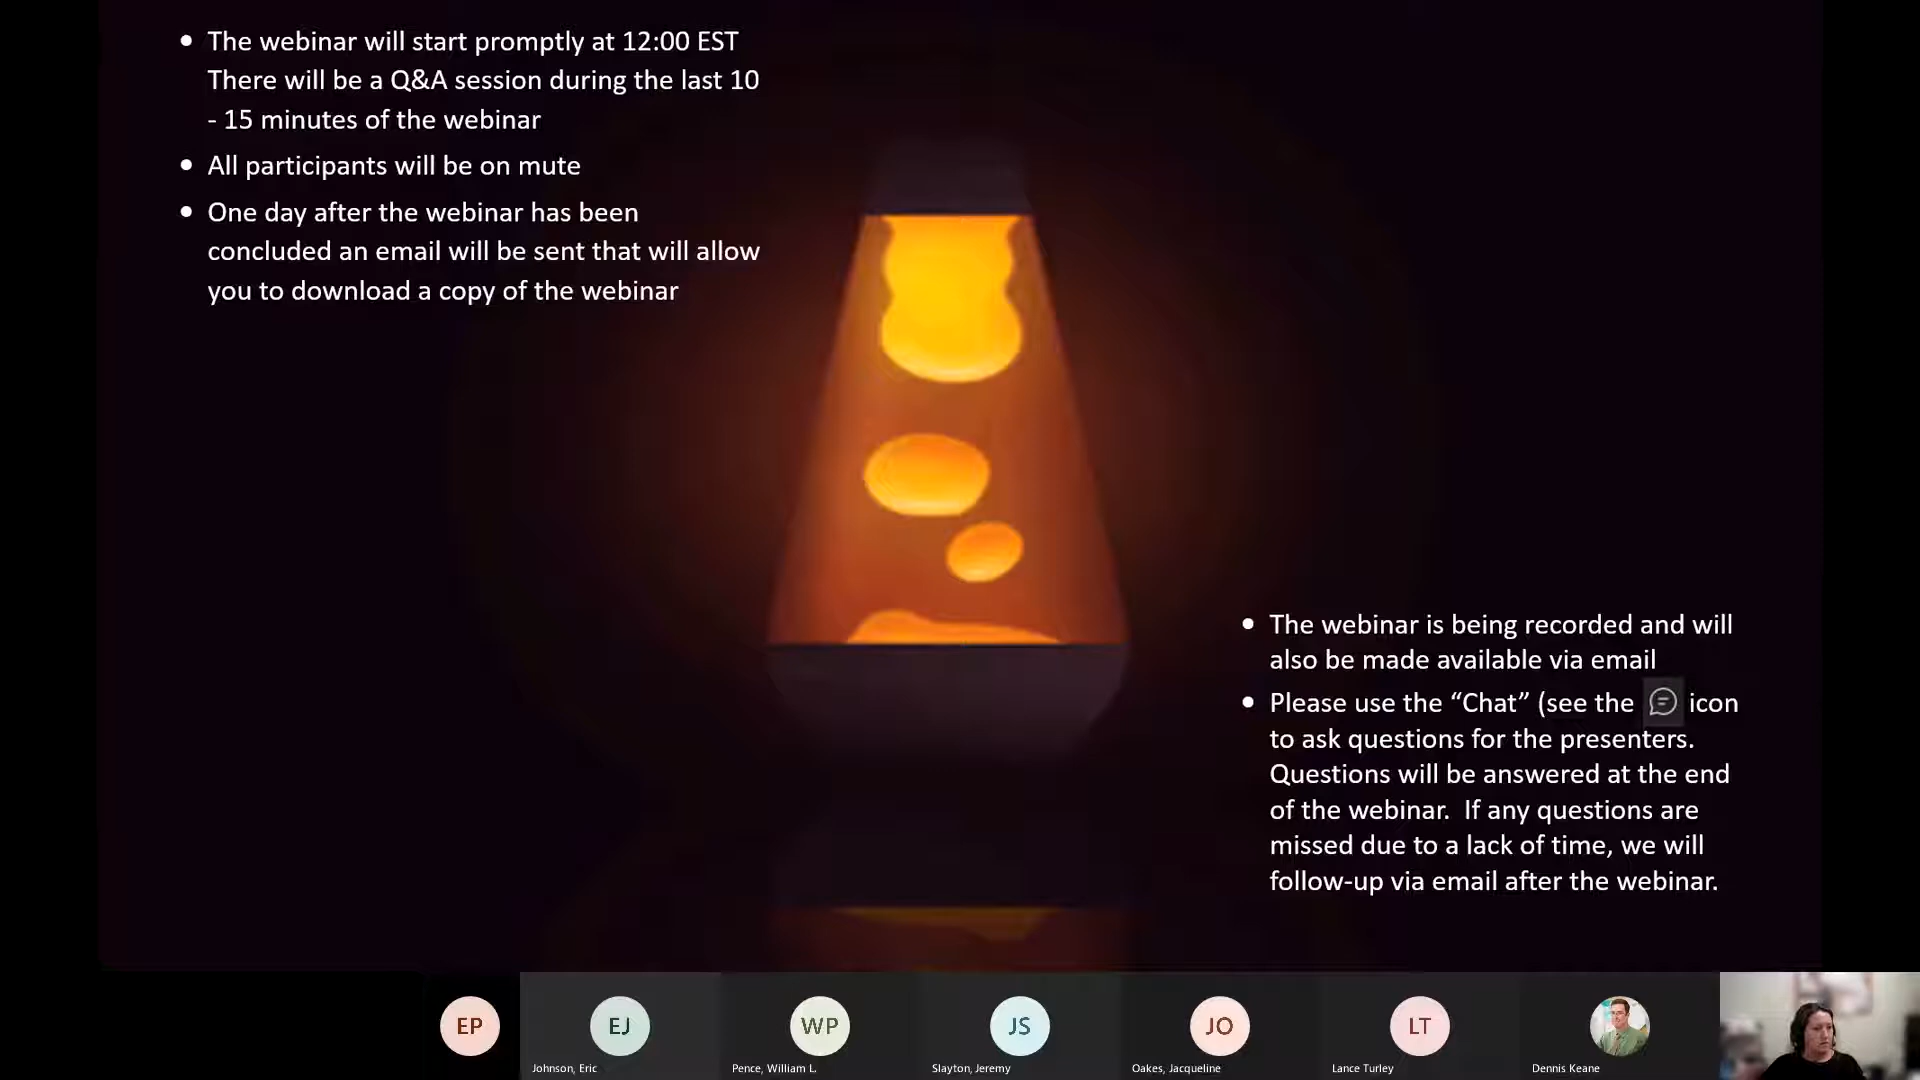 • The webinar will start promptly at 12:00 EST
There will be a Q&A session during the last 10
- 15 minutes of the webinar
• All participants will be on mute
• One day after the webinar has been
concluded an email will be sent that will allow
you to download a copy of the webinar
• The webinar is being recorded and will
also be made available via email
• Please use the “Chat” (see the icon
to ask questions for the presenters.
Questions will be answered at the end
of the webinar.  If any questions are
missed due to a lack of time, we will
follow-up via email after the webinar.
EP
EJ
WP
JS
JO
LT
Johnson, Eric
Pence, William L.
Slayton, Jeremy
Oakes, Jacqueline
Lance Turley
Dennis Keane